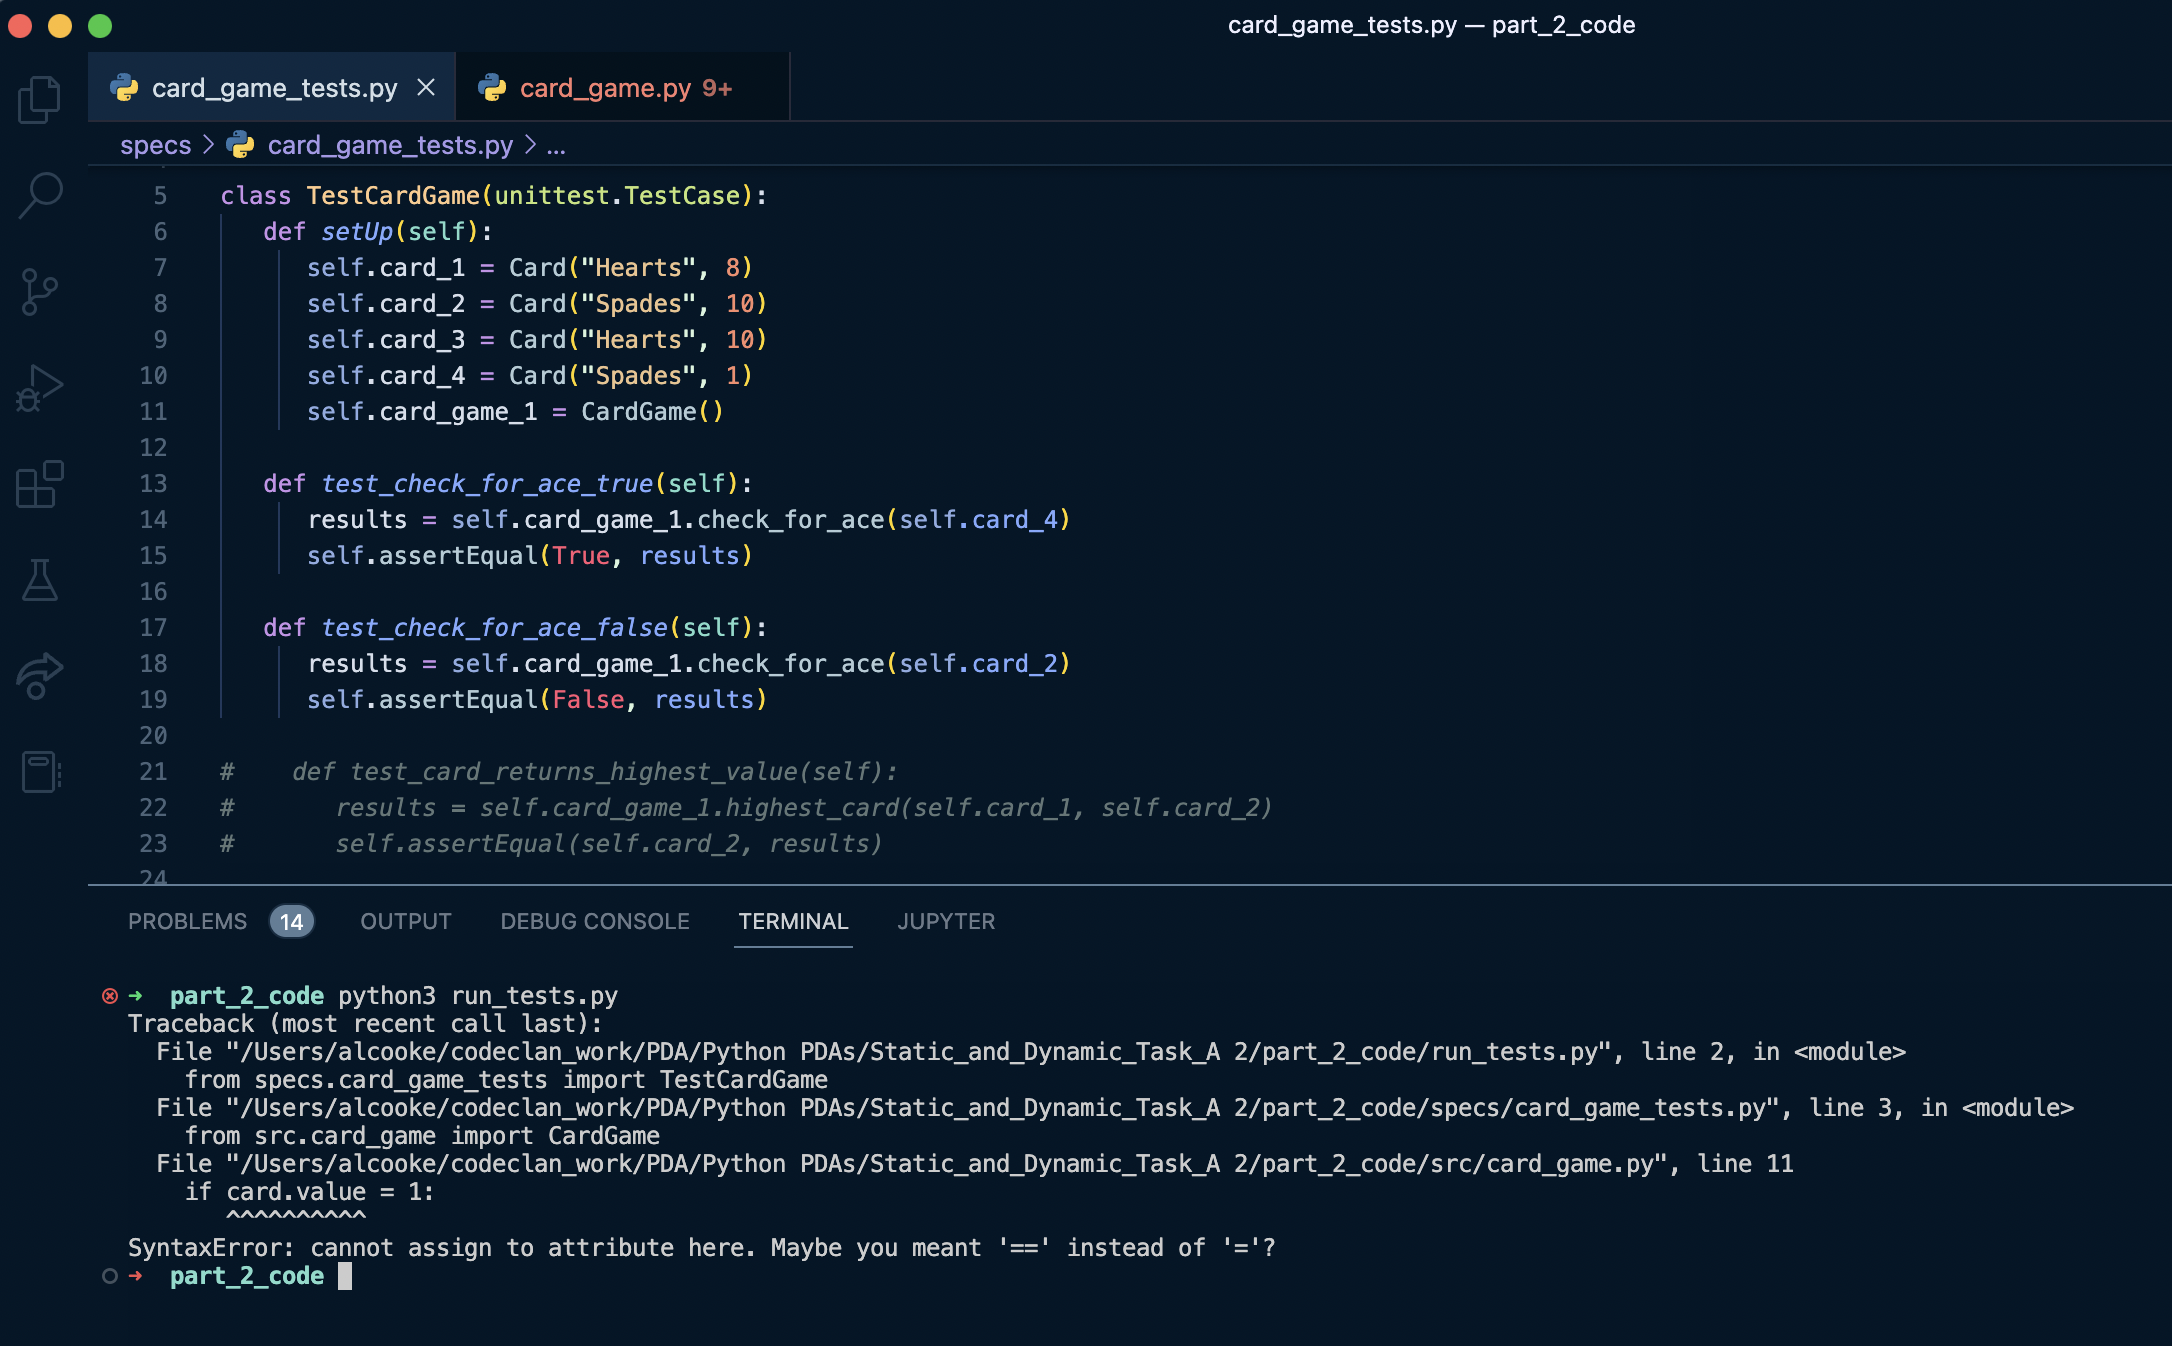 card_game_tests.py — part_2_code
card_game_tests.py
card_game.py 9+
specs > card_game_tests.py > ...
5 class TestCardGame(unittest.TestCase):
6 def setUp(self):
7 self.card_1 = Card("Hearts", 8)
8 self.card_2 = Card("Spades", 10)
9 self.card_3 = Card("Hearts", 10)
10 self.card_4 = Card("Spades", 1)
11 self.card_game_1 = CardGame()
12
13 def test_check_for_ace_true(self):
14 results = self.card_game_1.check_for_ace(self.card_4)
15 self.assertEqual(True, results)
16
17 def test_check_for_ace_false(self):
18 results = self.card_game_1.check_for_ace(self.card_2)
19 self.assertEqual(False, results)
20
21 # def test_card_returns_highest_value(self):
22 # results = self.card_game_1.highest_card(self.card_1, self.card_2)
23 # self.assertEqual(self.card_2, results)
24
PROBLEMS 14 OUTPUT DEBUG CONSOLE TERMINAL JUPYTER
➜ part_2_code python3 run_tests.py
Traceback (most recent call last):
File "/Users/alcooke/codeclan_work/PDA/Python PDAs/Static_and_Dynamic_Task_A 2/part_2_code/run_tests.py", line 2, in <module>
from specs.card_game_tests import TestCardGame
File "/Users/alcooke/codeclan_work/PDA/Python PDAs/Static_and_Dynamic_Task_A 2/part_2_code/specs/card_game_tests.py", line 3, in <module>
from src.card_game import CardGame
File "/Users/alcooke/codeclan_work/PDA/Python PDAs/Static_and_Dynamic_Task_A 2/part_2_code/src/card_game.py", line 11
if card.value = 1:
^^^^^^^^^^
SyntaxError: cannot assign to attribute here. Maybe you meant '==' instead of '='?
➜ part_2_code